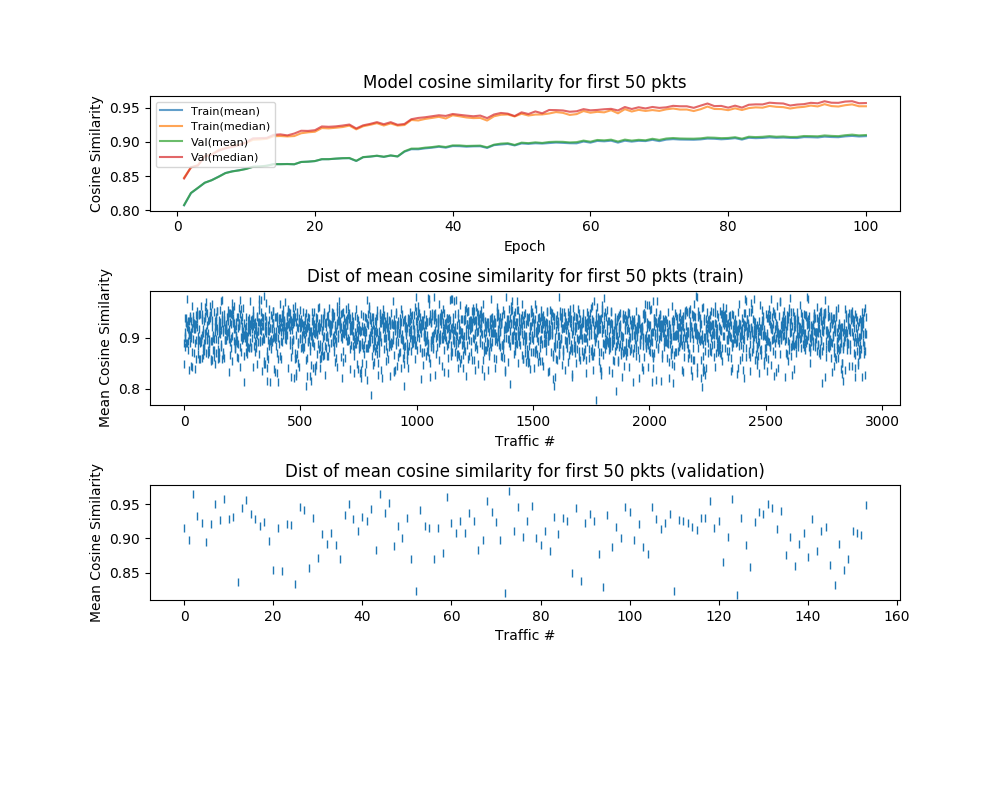 Model cosine similarity for first 50 pkts
Cosine Similarity
0.95
0.90
0.85
0.80
Train(mean)
Train(median)
Val(mean)
Val(median)
0 20 40 60 80 100
Epoch
Dist of mean cosine similarity for first 50 pkts (train)
Mean Cosine Similarity
0.9
0.8
0 500 1000 1500 2000 2500 3000
Traffic #
Dist of mean cosine similarity for first 50 pkts (validation)
Mean Cosine Similarity
0.95
0.90
0.85
0 20 40 60 80 100 120 140 160
Traffic #